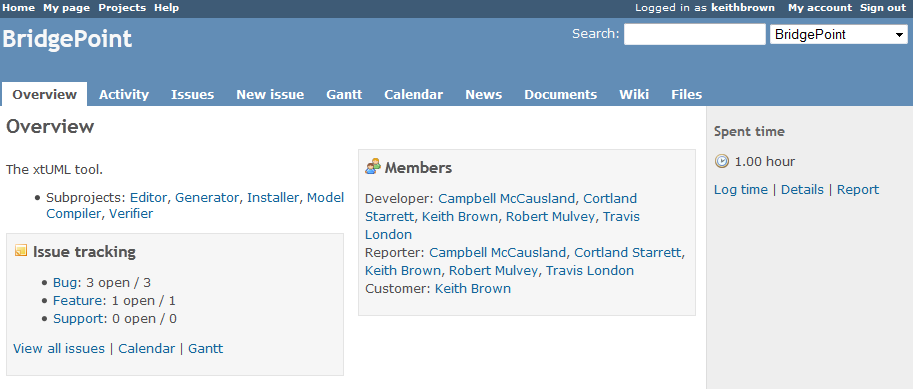 Home My page Projects Help
Logged in as keithbrown My account Sign out
BridgePoint
Search:
BridgePoint
Overview Activity Issues New issue Gantt Calendar News Documents Wiki Files
Overview
The xtUML tool.
• Subprojects: Editor, Generator, Installer, Model
Compiler, Verifier
Issue tracking
• Bug: 3 open / 3
• Feature: 1 open / 1
• Support: 0 open / 0
View all issues | Calendar | Gantt
Members
Developer: Campbell McCausland, Cortland
Starrett, Keith Brown, Robert Mulvey, Travis
London
Reporter: Campbell McCausland, Cortland Starrett,
Keith Brown, Robert Mulvey, Travis London
Customer: Keith Brown
Spent time
1.00 hour
Log time | Details | Report